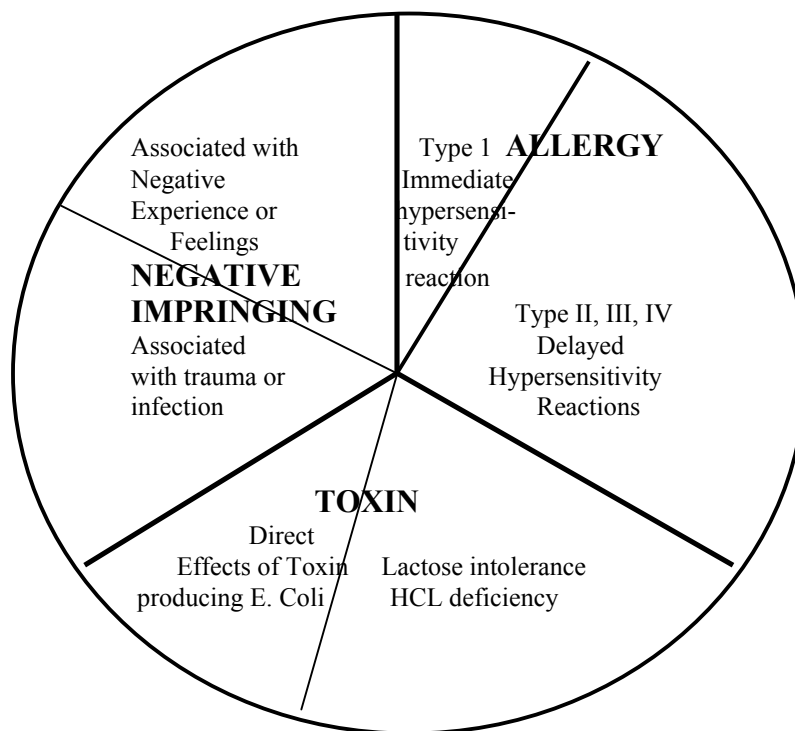 Associated with
Negative
Experience or
Feelings
NEGATIVE
IMPRINGING
Associated
with trauma or
infection
Type 1
Immediate
hypersensi-
tivity
reaction
ALLERGY
Type II, III, IV
Delayed
Hypersensitivity
Reactions
TOXIN
Direct
Effects of Toxin
producing E. Coli
Lactose intolerance
HCL deficiency